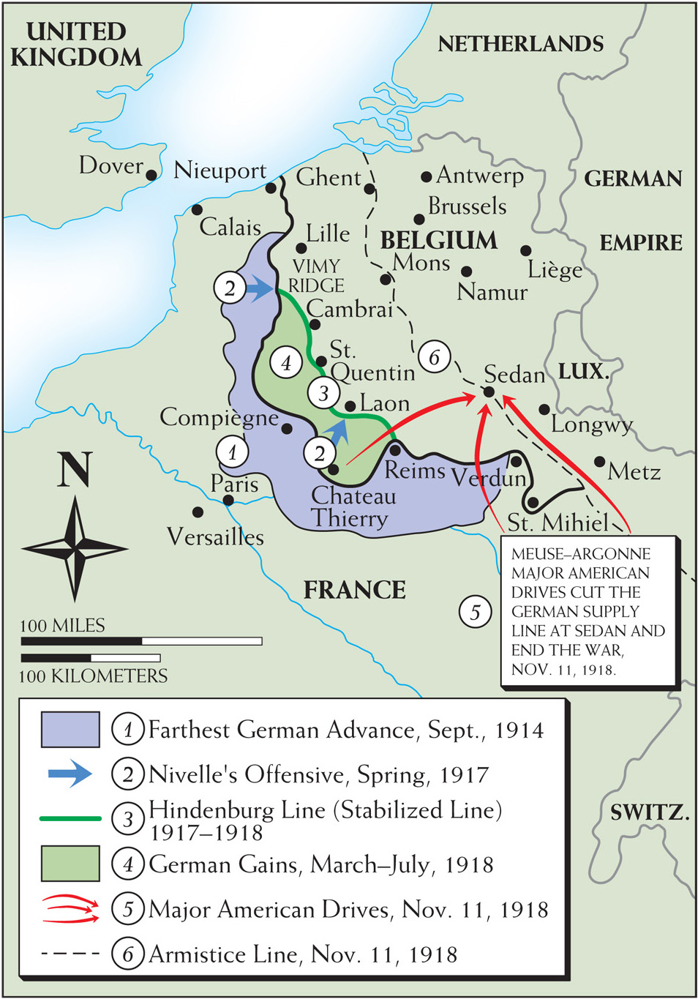 UNITED
KINGDOM
NETHERLANDS
Dover
Nieuport
Ghent
Antwerp
GERMAN
EMPIRE
Brussels
Calais
Lille
BELGIUM
Mons
Liège
VIMY
RIDGE
Namur
2
Cambrai
4
St.
Quentin
6
Sedan
LUX.
3
Laon
Longwy
Compiègne
1
2
Reims
Verdun
Metz
N
Paris
Chateau
Thierry
St. Mihiel
Versailles
FRANCE
5
MEUSE–ARGONNE
MAJOR AMERICAN
DRIVES CUT THE
GERMAN SUPPLY
LINE AT SEDAN AND
END THE WAR,
NOV. 11, 1918.
100 MILES
100 KILOMETERS
SWITZ.
1 Farthest German Advance, Sept., 1914
2 Nivelle's Offensive, Spring, 1917
3 Hindenburg Line (Stabilized Line)
1917–1918
4 German Gains, March–July, 1918
5 Major American Drives, Nov. 11, 1918
6 Armistice Line, Nov. 11, 1918